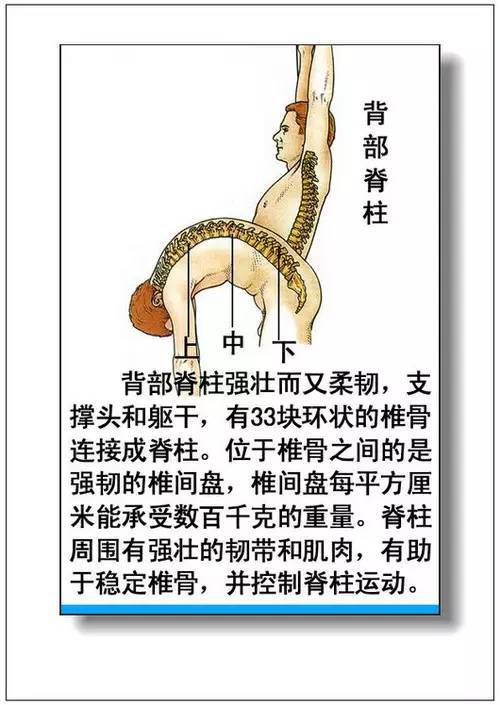 背部脊柱
上 中 下
背部脊柱强壮而又柔韧，支
撑头和躯干，有33块环状的椎骨
连接成脊柱。位于椎骨之间的是
强韧的椎间盘，椎间盘每平方厘
米能承受数百千克的重量。脊柱
周围有强壮的韧带和肌肉，有助
于稳定椎骨，并控制脊柱运动。